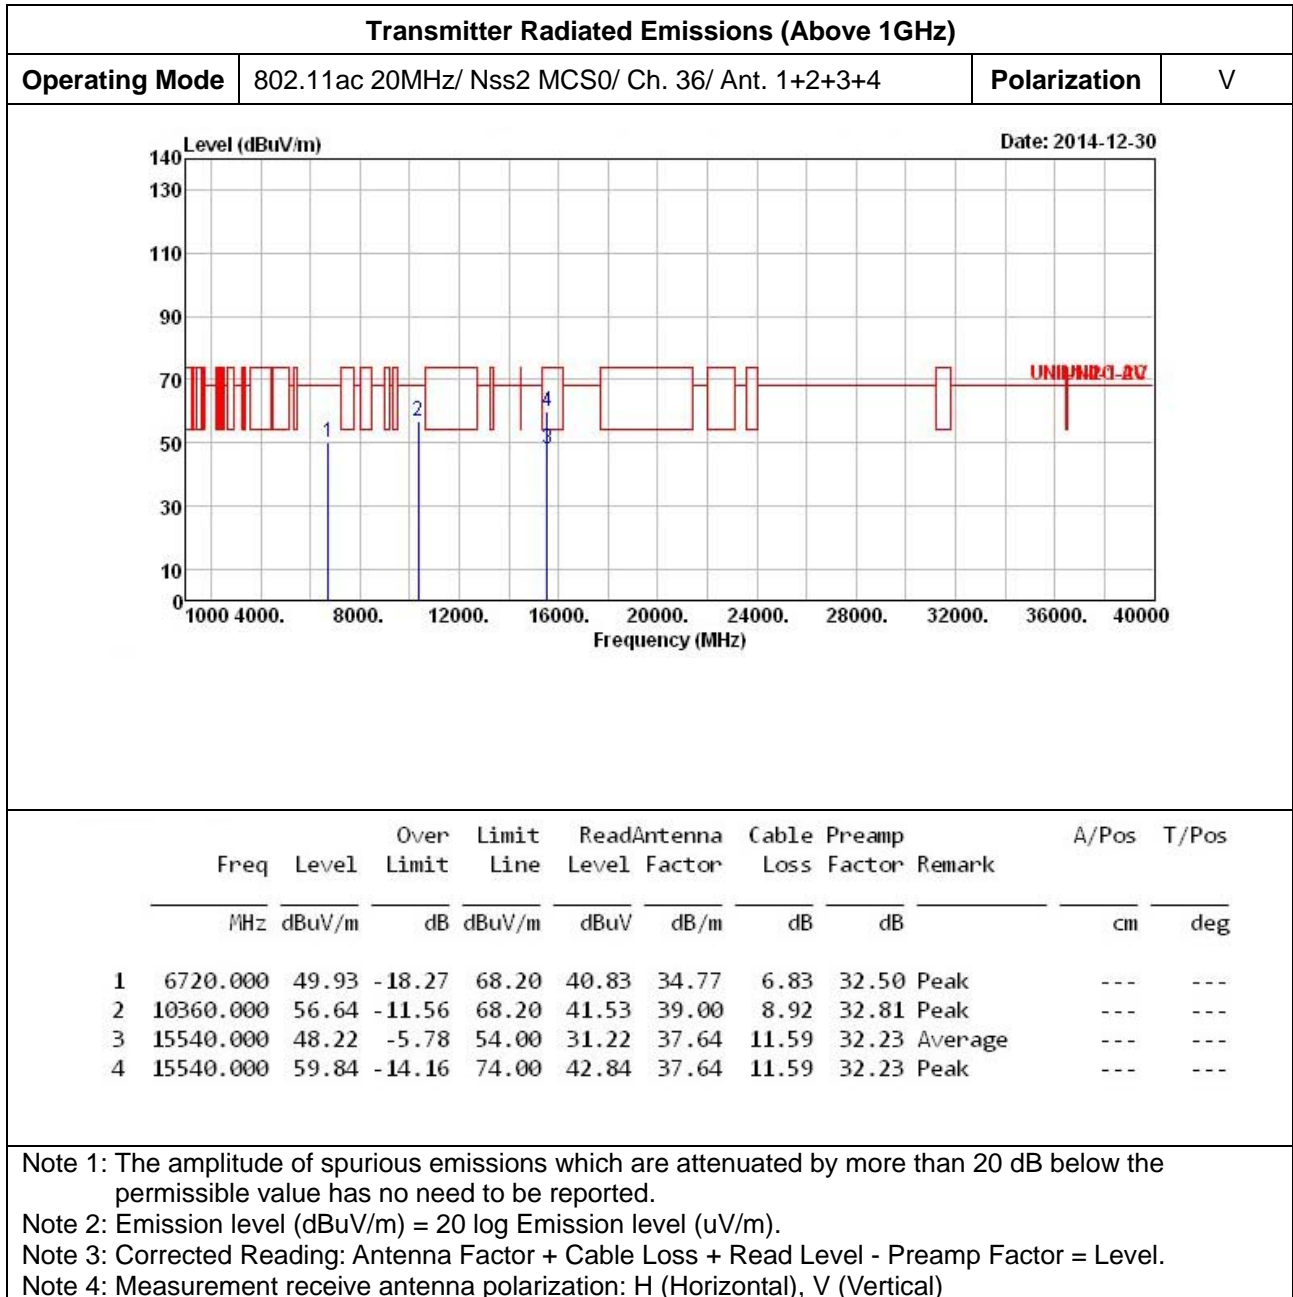 Transmitter Radiated Emissions (Above 1GHz)
Operating Mode 802.11ac 20MHz/ Nss2 MCS0/ Ch. 36/ Ant. 1+2+3+4 Polarization V
Level (dBuV/m) Date: 2014-12-30
140
130
110
90
70
50
30
10
0
1 2 3 4
1000 4000. 8000. 12000. 16000. 20000. 24000. 28000. 32000. 36000. 40000
Frequency (MHz)
Over Limit ReadAntenna Cable Preamp A/Pos T/Pos
Freq Level Limit Line Level Factor Loss Factor Remark
MHz dBuV/m dB dBuV/m dBuV dB/m dB dB cm deg
1 6720.000 49.93 -18.27 68.20 40.83 34.77 6.83 32.50 Peak --- ---
2 10360.000 56.64 -11.56 68.20 41.53 39.00 8.92 32.81 Peak --- ---
3 15540.000 48.22 -5.78 54.00 31.22 37.64 11.59 32.23 Average --- ---
4 15540.000 59.84 -14.16 74.00 42.84 37.64 11.59 32.23 Peak --- ---
Note 1: The amplitude of spurious emissions which are attenuated by more than 20 dB below the
permissible value has no need to be reported.
Note 2: Emission level (dBuV/m) = 20 log Emission level (uV/m).
Note 3: Corrected Reading: Antenna Factor + Cable Loss + Read Level - Preamp Factor = Level.
Note 4: Measurement receive antenna polarization: H (Horizontal), V (Vertical)